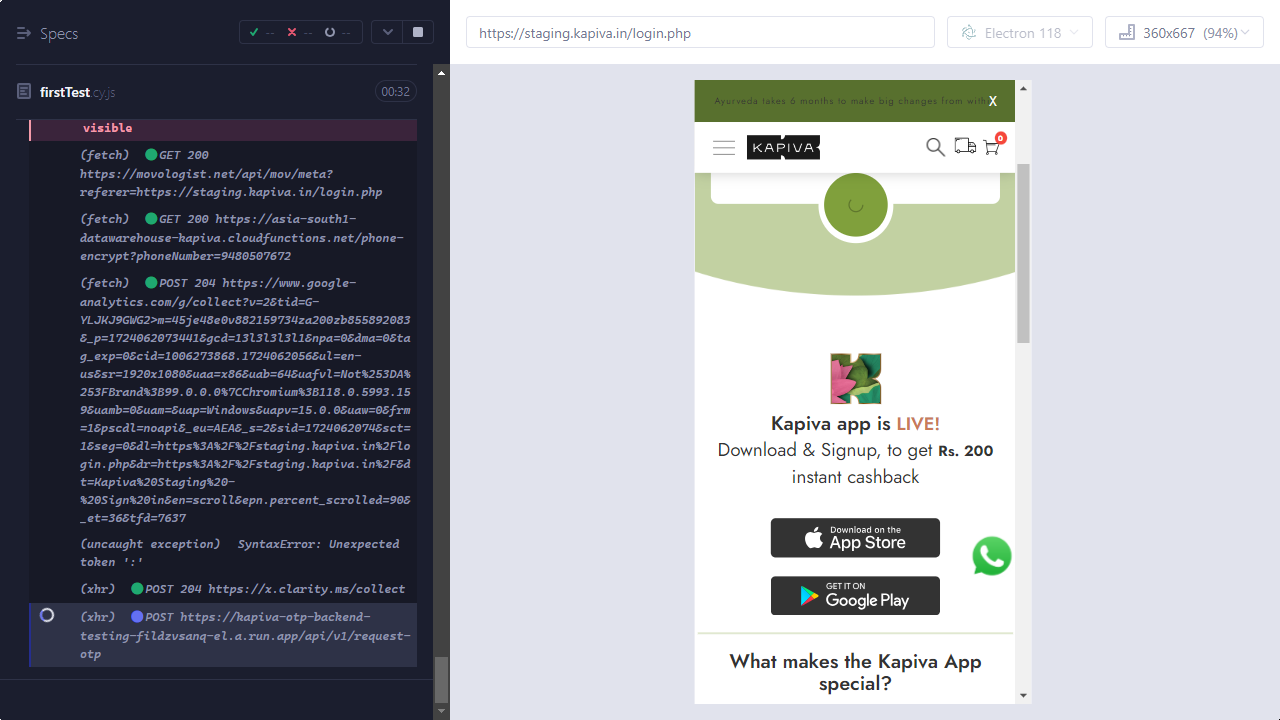 Specs
-- -- --
firstTest.cy.js
00:32
visible
(fetch) GET 200
https://movologist.net/api/mov/meta?
referer=https://staging.kapiva.in/login.php
(fetch) GET 200 https://asia-south1-
datawarehouse-kapiva.cloudfunctions.net/phone-
encrypt?phoneNumber=9480507672
(fetch) POST 204 https://www.google-
analytics.com/g/collect?v=2&tid=G-
YLJKJ9GWG2>m=45je48e0v882159734za200zb855892083
&_p=1724062073441&gcd=13l3l3l3l1&npa=0&dma=0&ta
g_exp=0&cid=1006273868.1724062056&ul=en-
us&sr=1920x1080&uaa=x86&uab=64&uafvl=Not%253DA%
253FBrand%3B99.0.0.0%7CChromium%3B118.0.5993.15
9&uamb=0&uam=&uap=Windows&uapv=15.0.0&uaw=0&frm
=1&pscdl=noapi&_eu=AEA&_s=2&sid=1724062074&sct=
1&seg=0&dl=https%3A%2F%2Fstaging.kapiva.in%2Flo
gin.php&dr=https%3A%2F%2Fstaging.kapiva.in%2F&d
t=Kapiva%20Staging%20-
%20Sign%20in&en=scroll&epn.percent_scrolled=90&
_et=36&tfd=7637
(uncaught exception) SyntaxError: Unexpected
token ':'
(xhr) POST 204 https://x.clarity.ms/collect
(xhr) POST https://kapiva-otp-backend-
testing-fildzvsanq-el.a.run.app/api/v1/request-
otp
https://staging.kapiva.in/login.php
Electron 118
360x667 (94%)
Ayurveda takes 6 months to make big changes from with
X
KAPIVA
0
Kapiva app is LIVE!
Download & Signup, to get Rs. 200
instant cashback
Download on the
App Store
GET IT ON
Google Play
What makes the Kapiva App
special?